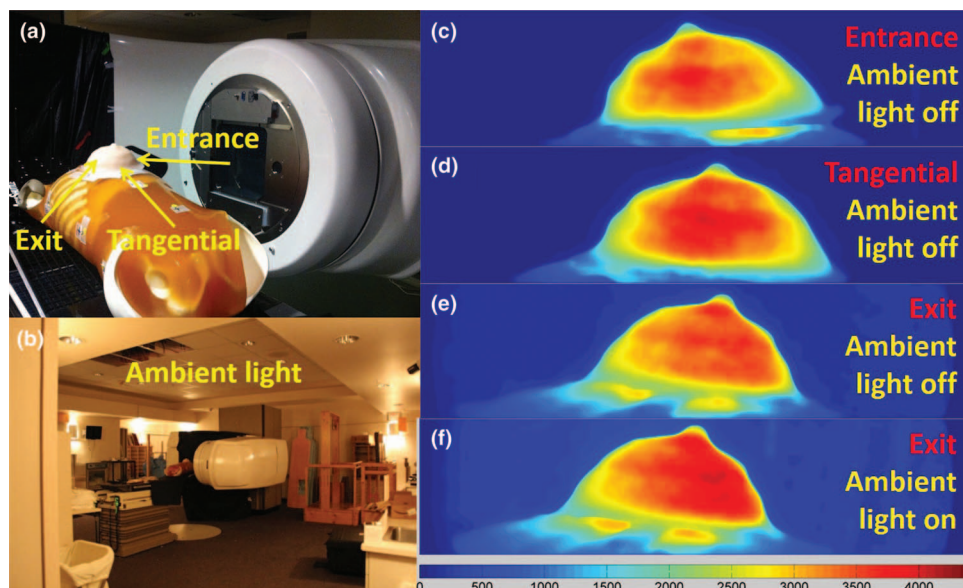 (a)
Entrance
Exit
Tangential
(b)
Ambient light
(c)
Entrance
Ambient
light off
(d)
Tangential
Ambient
light off
(e)
Exit
Ambient
light off
(f)
Exit
Ambient
light on
0 500 1000 1500 2000 2500 3000 3500 4000